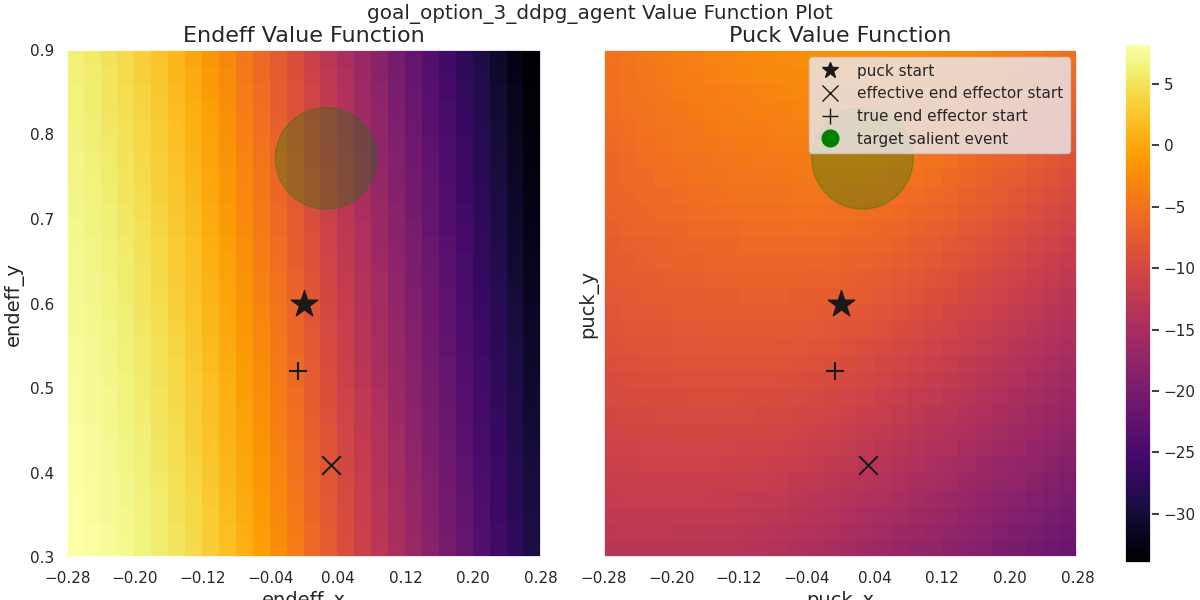 goal_option_3_ddpg_agent Value Function Plot
Endeff Value Function
Puck Value Function
puck start
effective end effector start
true end effector start
target salient event
0.9
0.8
0.7
0.6
0.5
0.4
0.3
endeff_y
−0.28 −0.20 −0.12 −0.04 0.04 0.12 0.20 0.28
endeff_x
puck_y
−0.28 −0.20 −0.12 −0.04 0.04 0.12 0.20 0.28
puck_x
5
0
−5
−10
−15
−20
−25
−30